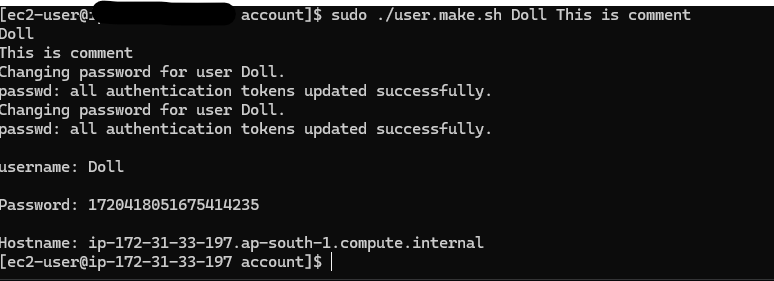 [ec2-user@ip account]$ sudo ./user.make.sh Doll This is comment
Doll
This is comment
Changing password for user Doll.
passwd: all authentication tokens updated successfully.
Changing password for user Doll.
passwd: all authentication tokens updated successfully.
username: Doll
Password: 1720418051675414235
Hostname: ip-172-31-33-197.ap-south-1.compute.internal
[ec2-user@ip-172-31-33-197 account]$